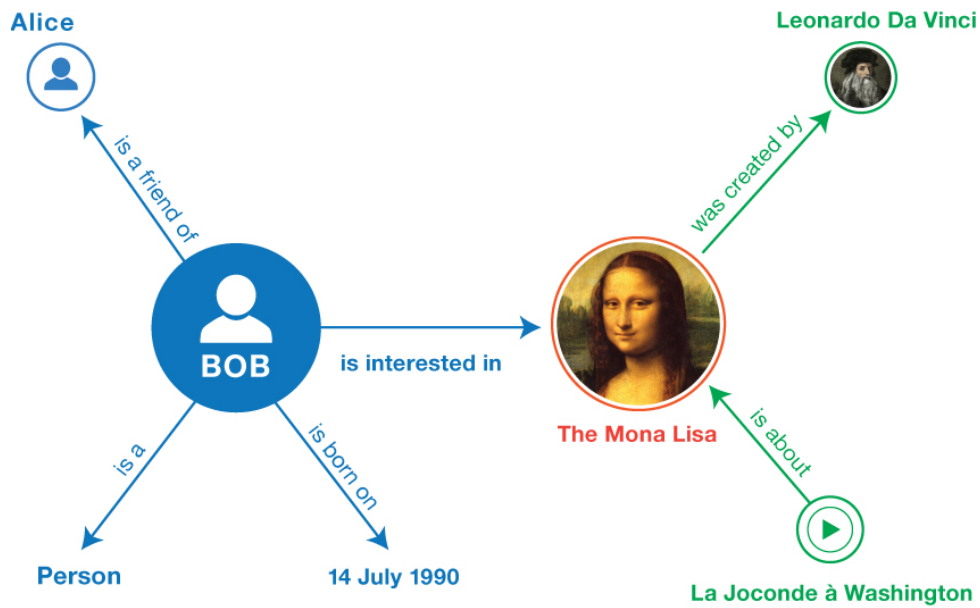 Alice
Leonardo Da Vinci
is a friend of
was created by
BOB
is interested in
The Mona Lisa
is a
is born on
is about
Person
14 July 1990
La Joconde à Washington